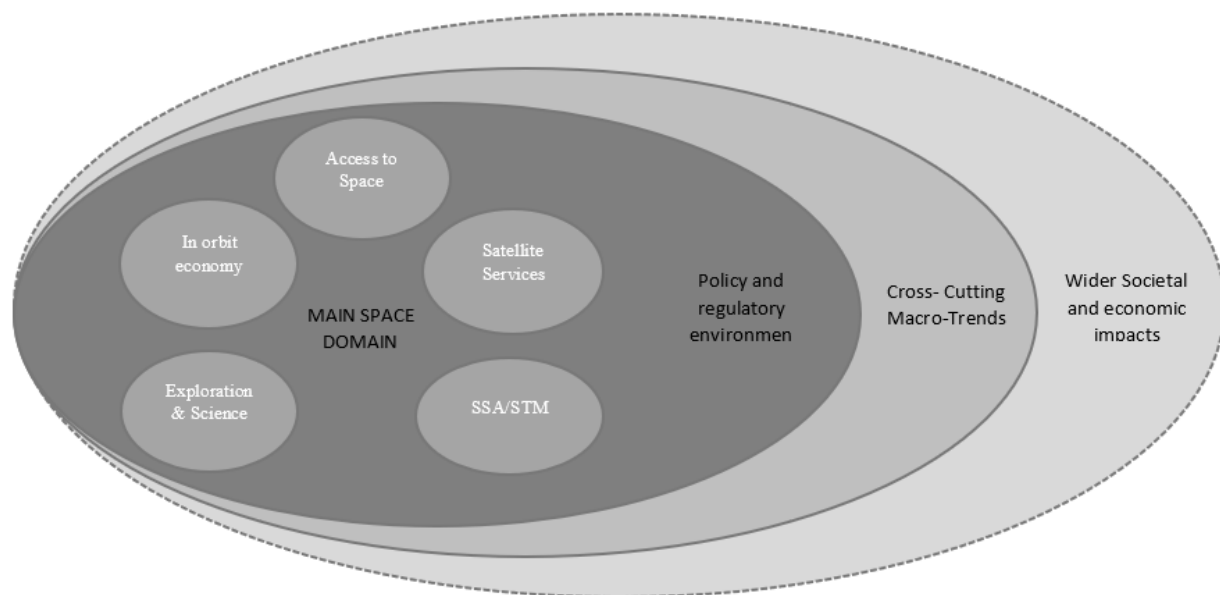 Access to
Space
In orbit
economy
Satellite
Services
MAIN SPACE
DOMAIN
Exploration
& Science
SSA/STM
Policy and
regulatory
environmen
Cross- Cutting
Macro-Trends
Wider Societal
and economic
impacts